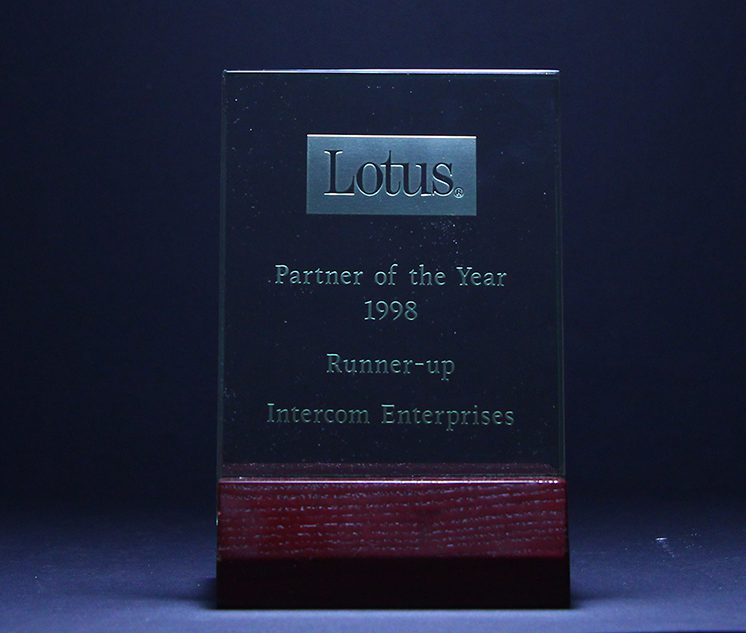 Lotus®
Partner of the Year
1998
Runner-up
Intercom Enterprises